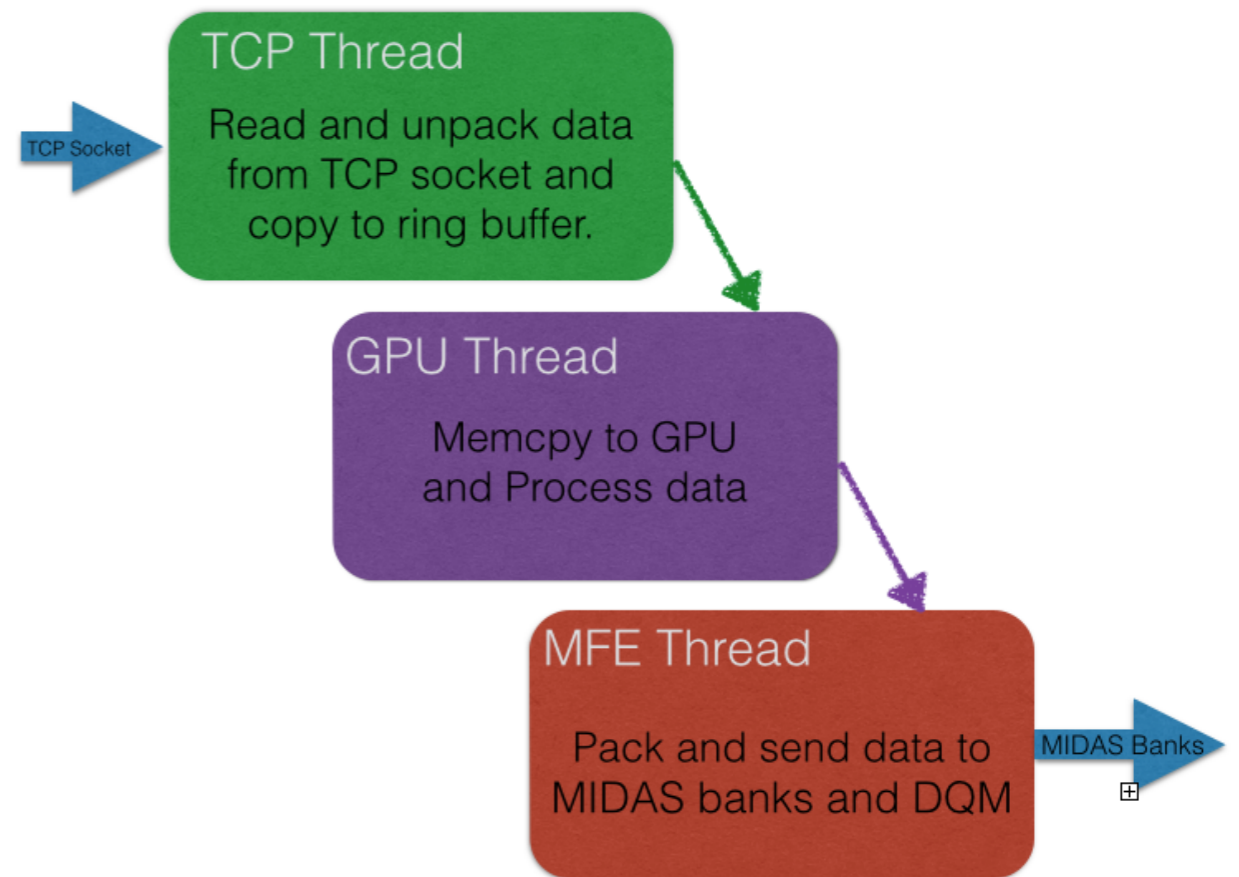 TCP Thread
TCP Socket
Read and unpack data
from TCP socket and
copy to ring buffer.
GPU Thread
Memcpy to GPU
and Process data
MFE Thread
Pack and send data to
MIDAS banks and DQM
MIDAS Banks